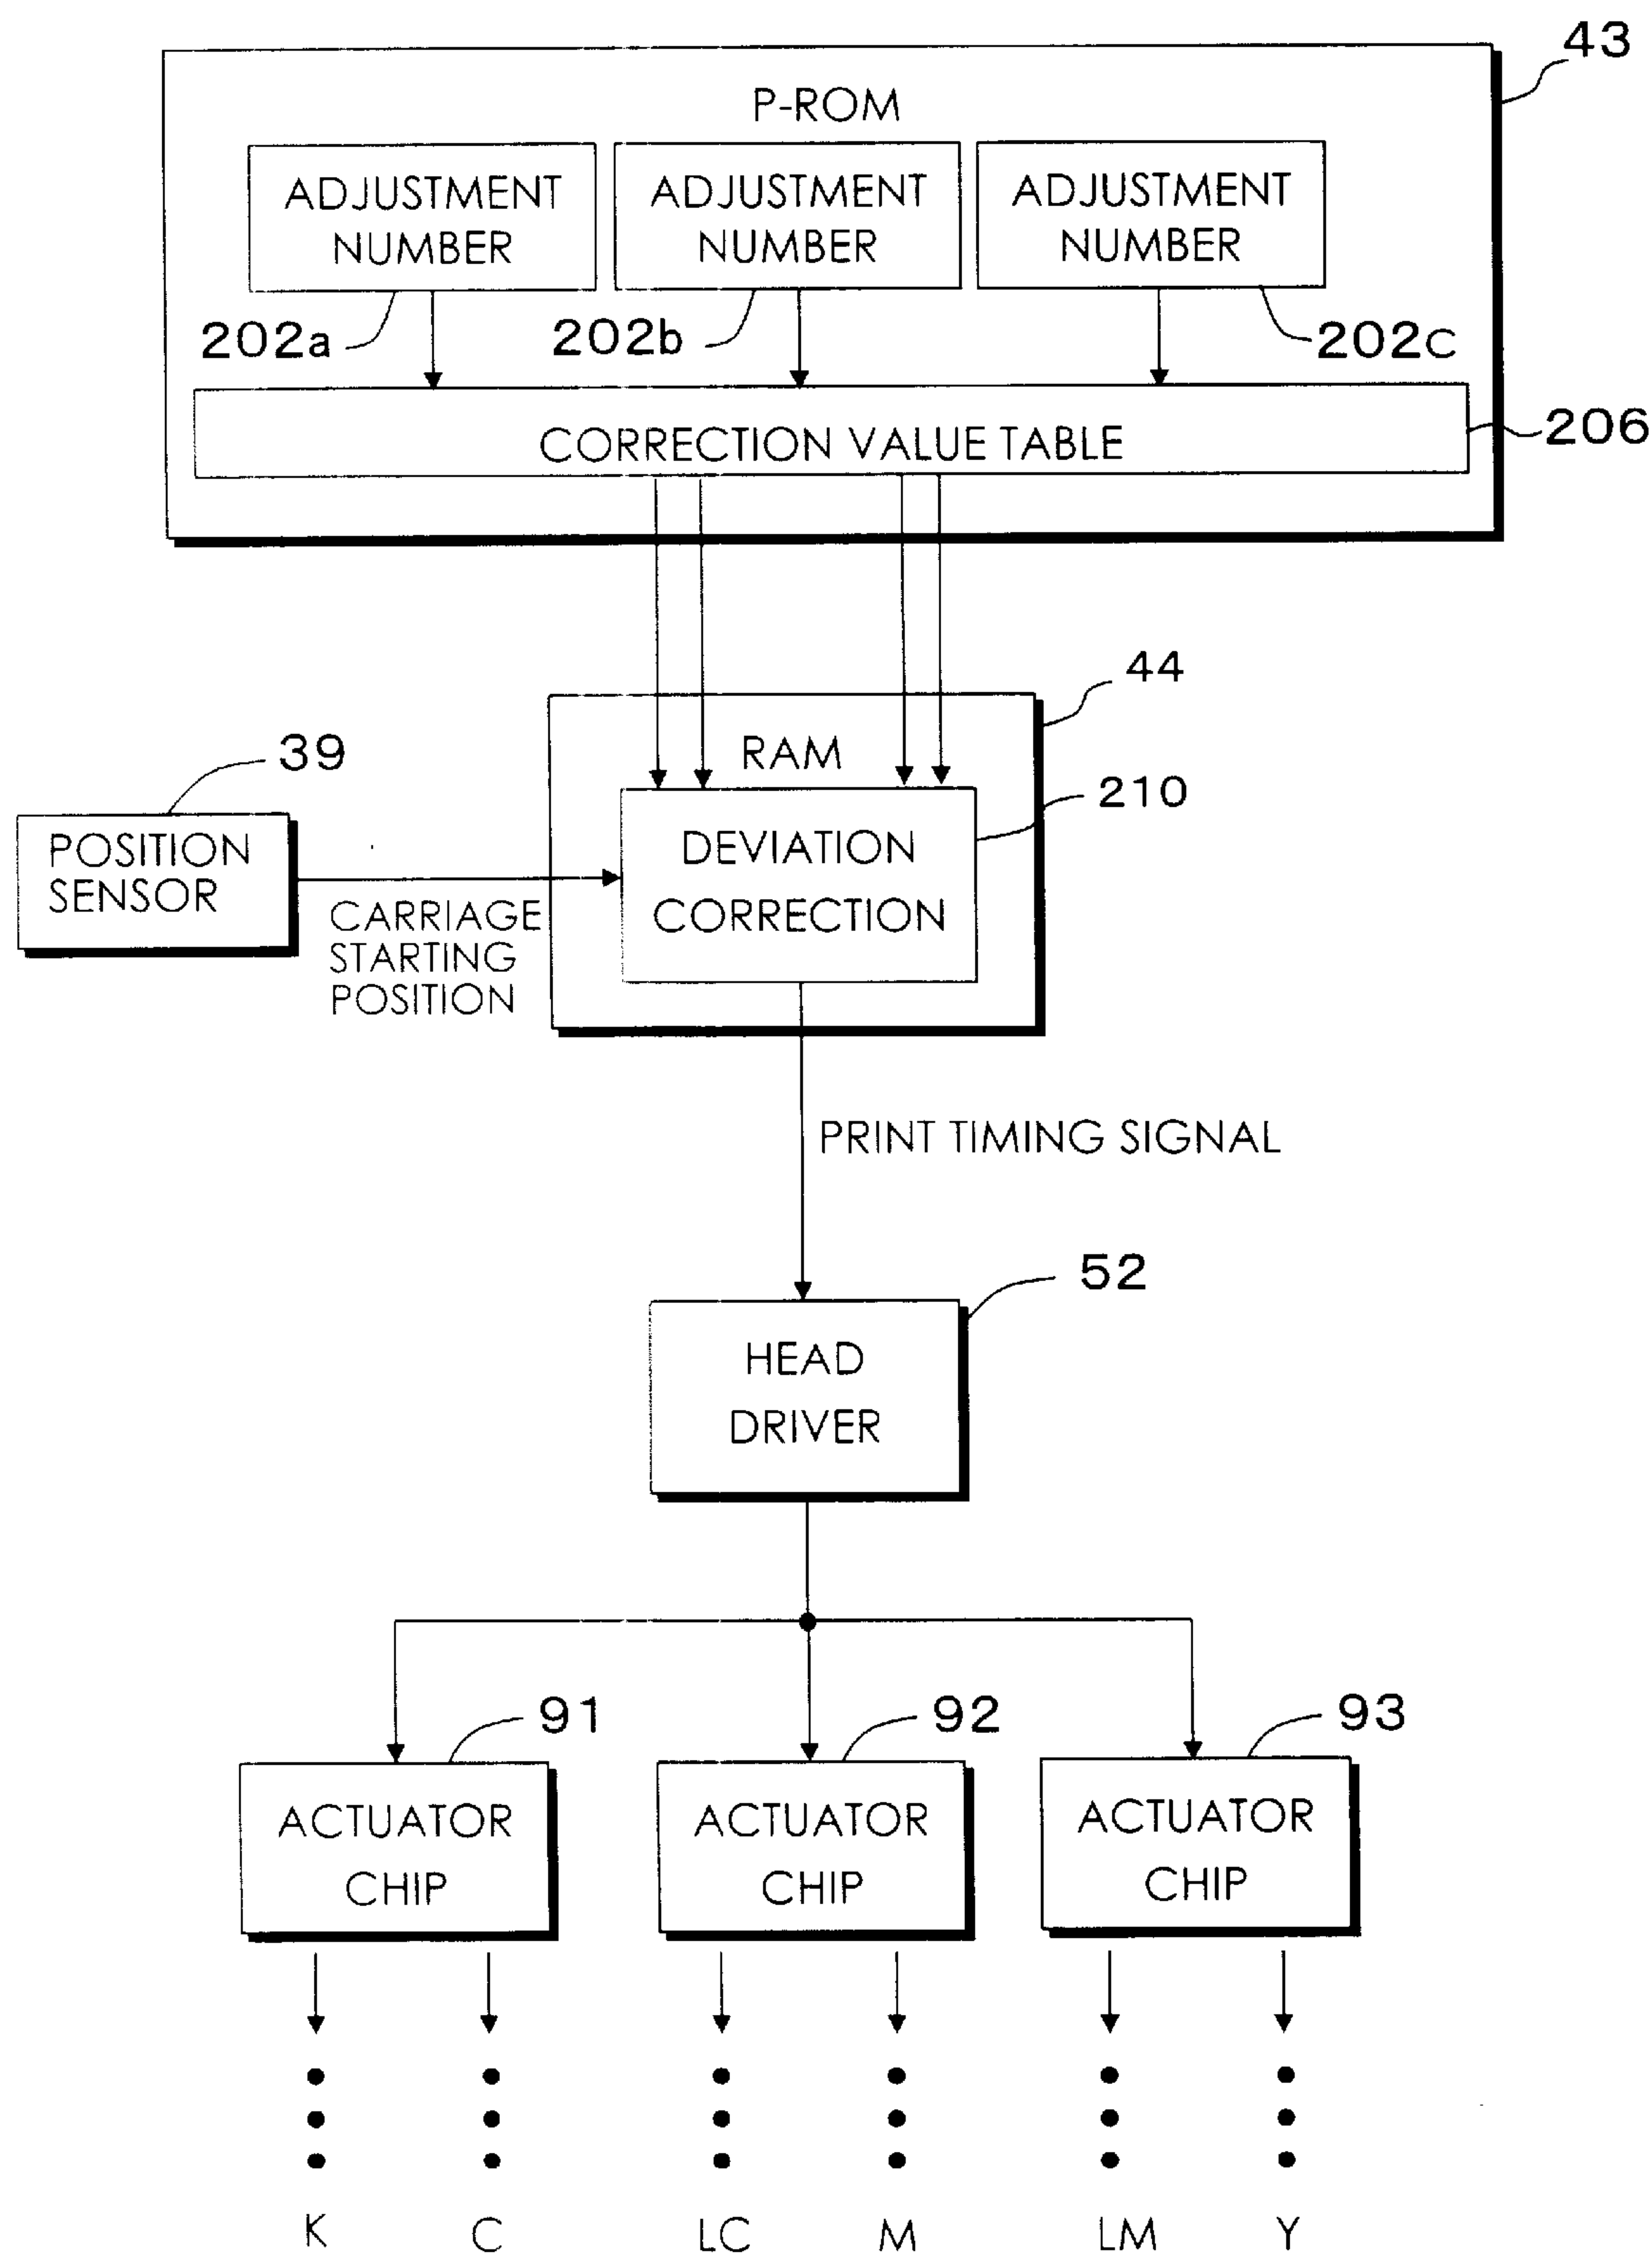 43
P-ROM
ADJUSTMENT
NUMBER
ADJUSTMENT
NUMBER
ADJUSTMENT
NUMBER
202a
202b
202c
CORRECTION VALUE TABLE
206
44
RAM
39
210
POSITION
SENSOR
DEVIATION
CORRECTION
CARRIAGE
STARTING
POSITION
PRINT TIMING SIGNAL
52
HEAD
DRIVER
91
92
93
ACTUATOR
CHIP
ACTUATOR
CHIP
ACTUATOR
CHIP
K
C
LC
M
LM
Y